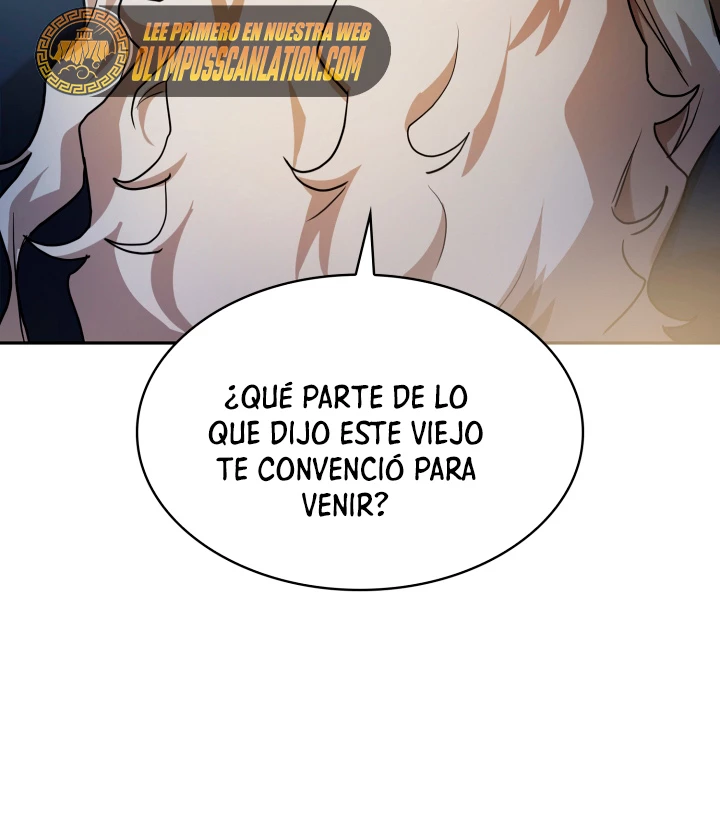 LEE PRIMERO EN NUESTRA WEB
OLYMPUSSCANLATION.COM
¿QUÉ PARTE DE LO
QUE DIJO ESTE VIEJO
TE CONVENCIÓ PARA
VENIR?